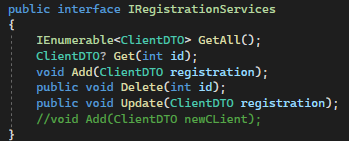 public interface IRegistrationServices
{
    IEnumerable<ClientDTO> GetAll();
    ClientDTO? Get(int id);
    void Add(ClientDTO registration);
    public void Delete(int id);
    public void Update(ClientDTO registration);
    //void Add(ClientDTO newCLient);
}